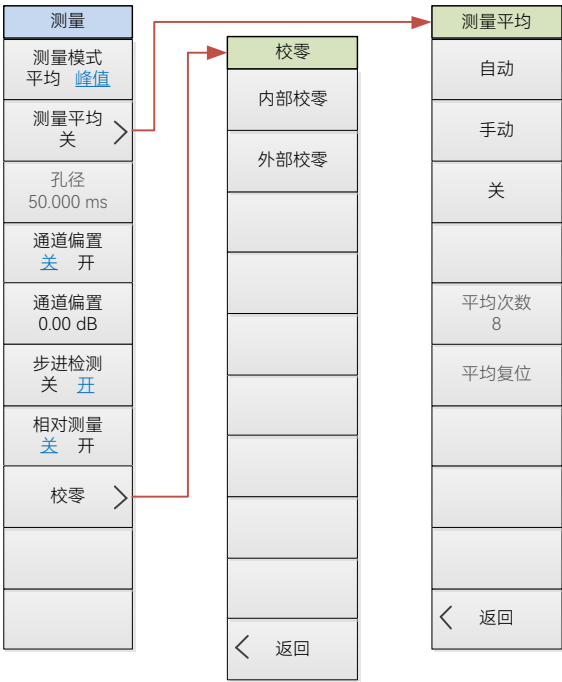 测量
测量模式
平均 峰值
测量平均
关
孔径
50.000 ms
通道偏置
关 开
通道偏置
0.00 dB
步进检测
关 开
相对测量
关 开
校零
校零
内部校零
外部校零
返回
测量平均
自动
手动
关
平均次数
8
平均复位
返回